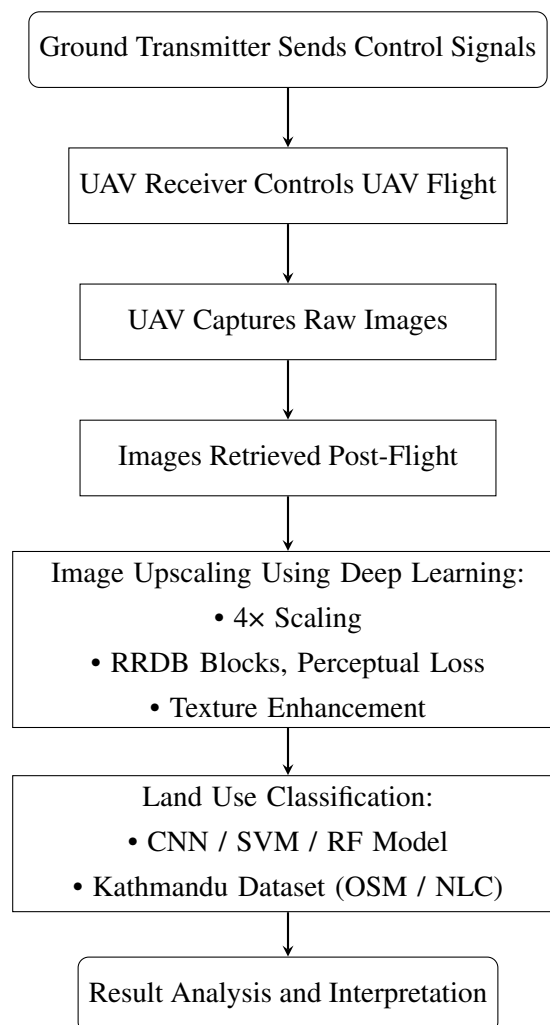 Ground Transmitter Sends Control Signals
UAV Receiver Controls UAV Flight
UAV Captures Raw Images
Images Retrieved Post-Flight
Image Upscaling Using Deep Learning:
• 4× Scaling
• RRDB Blocks, Perceptual Loss
• Texture Enhancement
Land Use Classification:
• CNN / SVM / RF Model
• Kathmandu Dataset (OSM / NLC)
Result Analysis and Interpretation